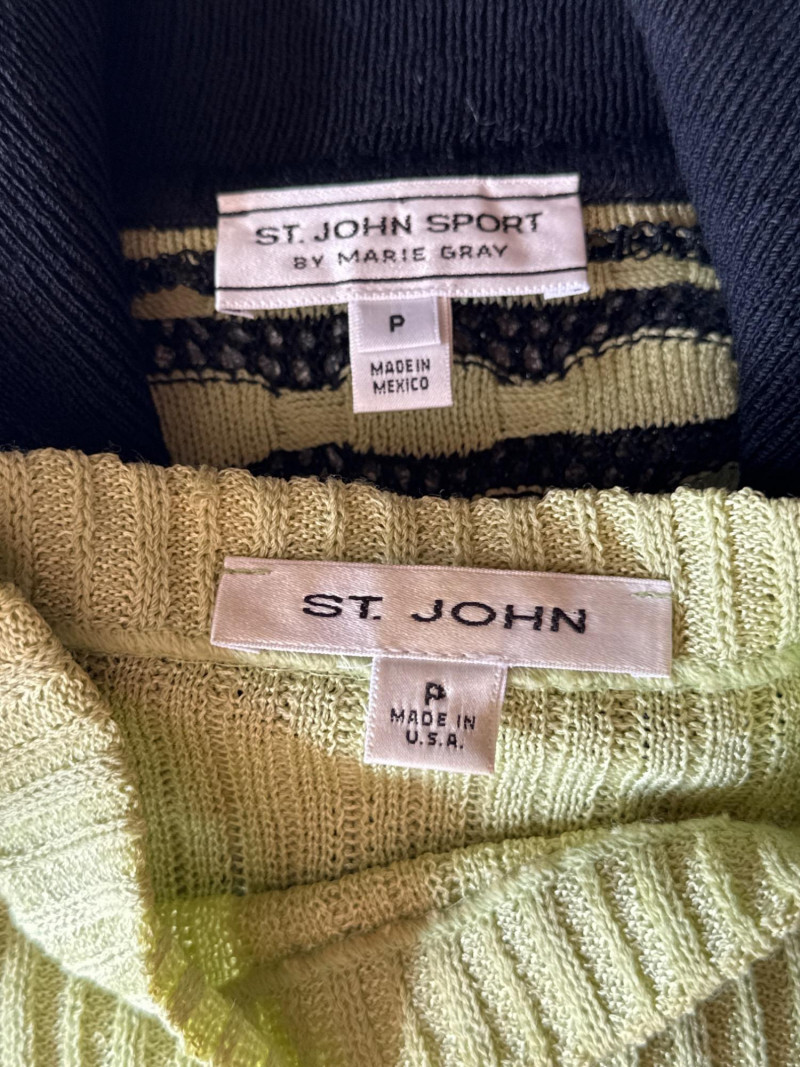 ST. JOHN SPORT
BY MARIE GRAY
P
MADE IN
MEXICO
ST. JOHN
P
MADE IN
U.S.A.